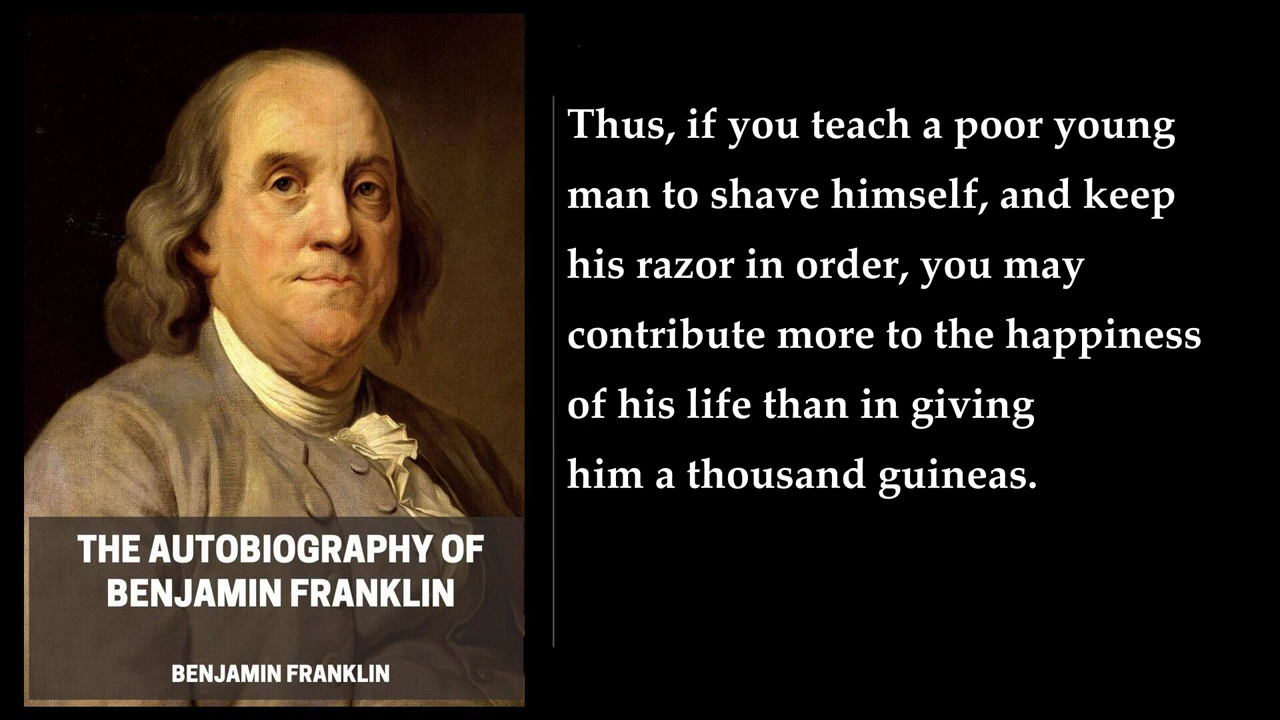 THE AUTOBIOGRAPHY OF
BENJAMIN FRANKLIN
BENJAMIN FRANKLIN
Thus, if you teach a poor young
man to shave himself, and keep
his razor in order, you may
contribute more to the happiness
of his life than in giving
him a thousand guineas.